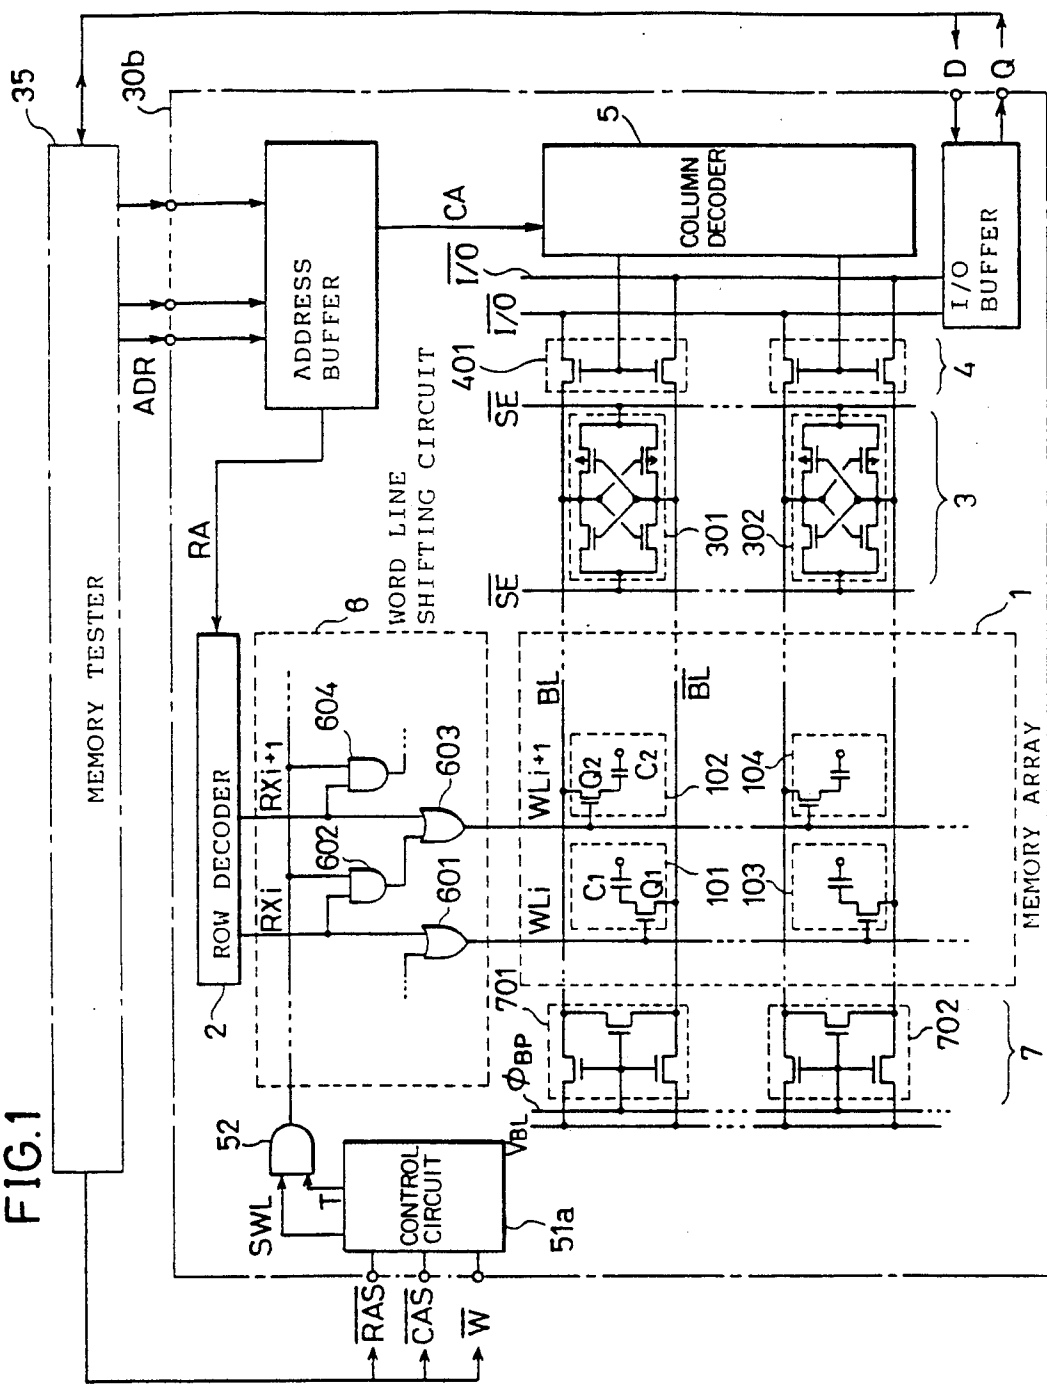 FIG.1
35
MEMORY TESTER
30b
ADR
ADDRESS
BUFFER
RA
CA
D
Q
2
ROW DECODER
5
COLUMN
DECODER
I/O
BUFFER
I/O
I/O
52
SWL
T
CONTROL
CIRCUIT
51a
RAS
CAS
W
VBL
ΦBP
6
WORD LINE
SHIFTING CIRCUIT
RXi
RXi+1
601
602
603
604
WLi
WLi+1
BL
BL
C1
Q1
101
Q2
C2
102
103
104
1
MEMORY ARRAY
701
702
7
SE
SE
301
302
3
401
4